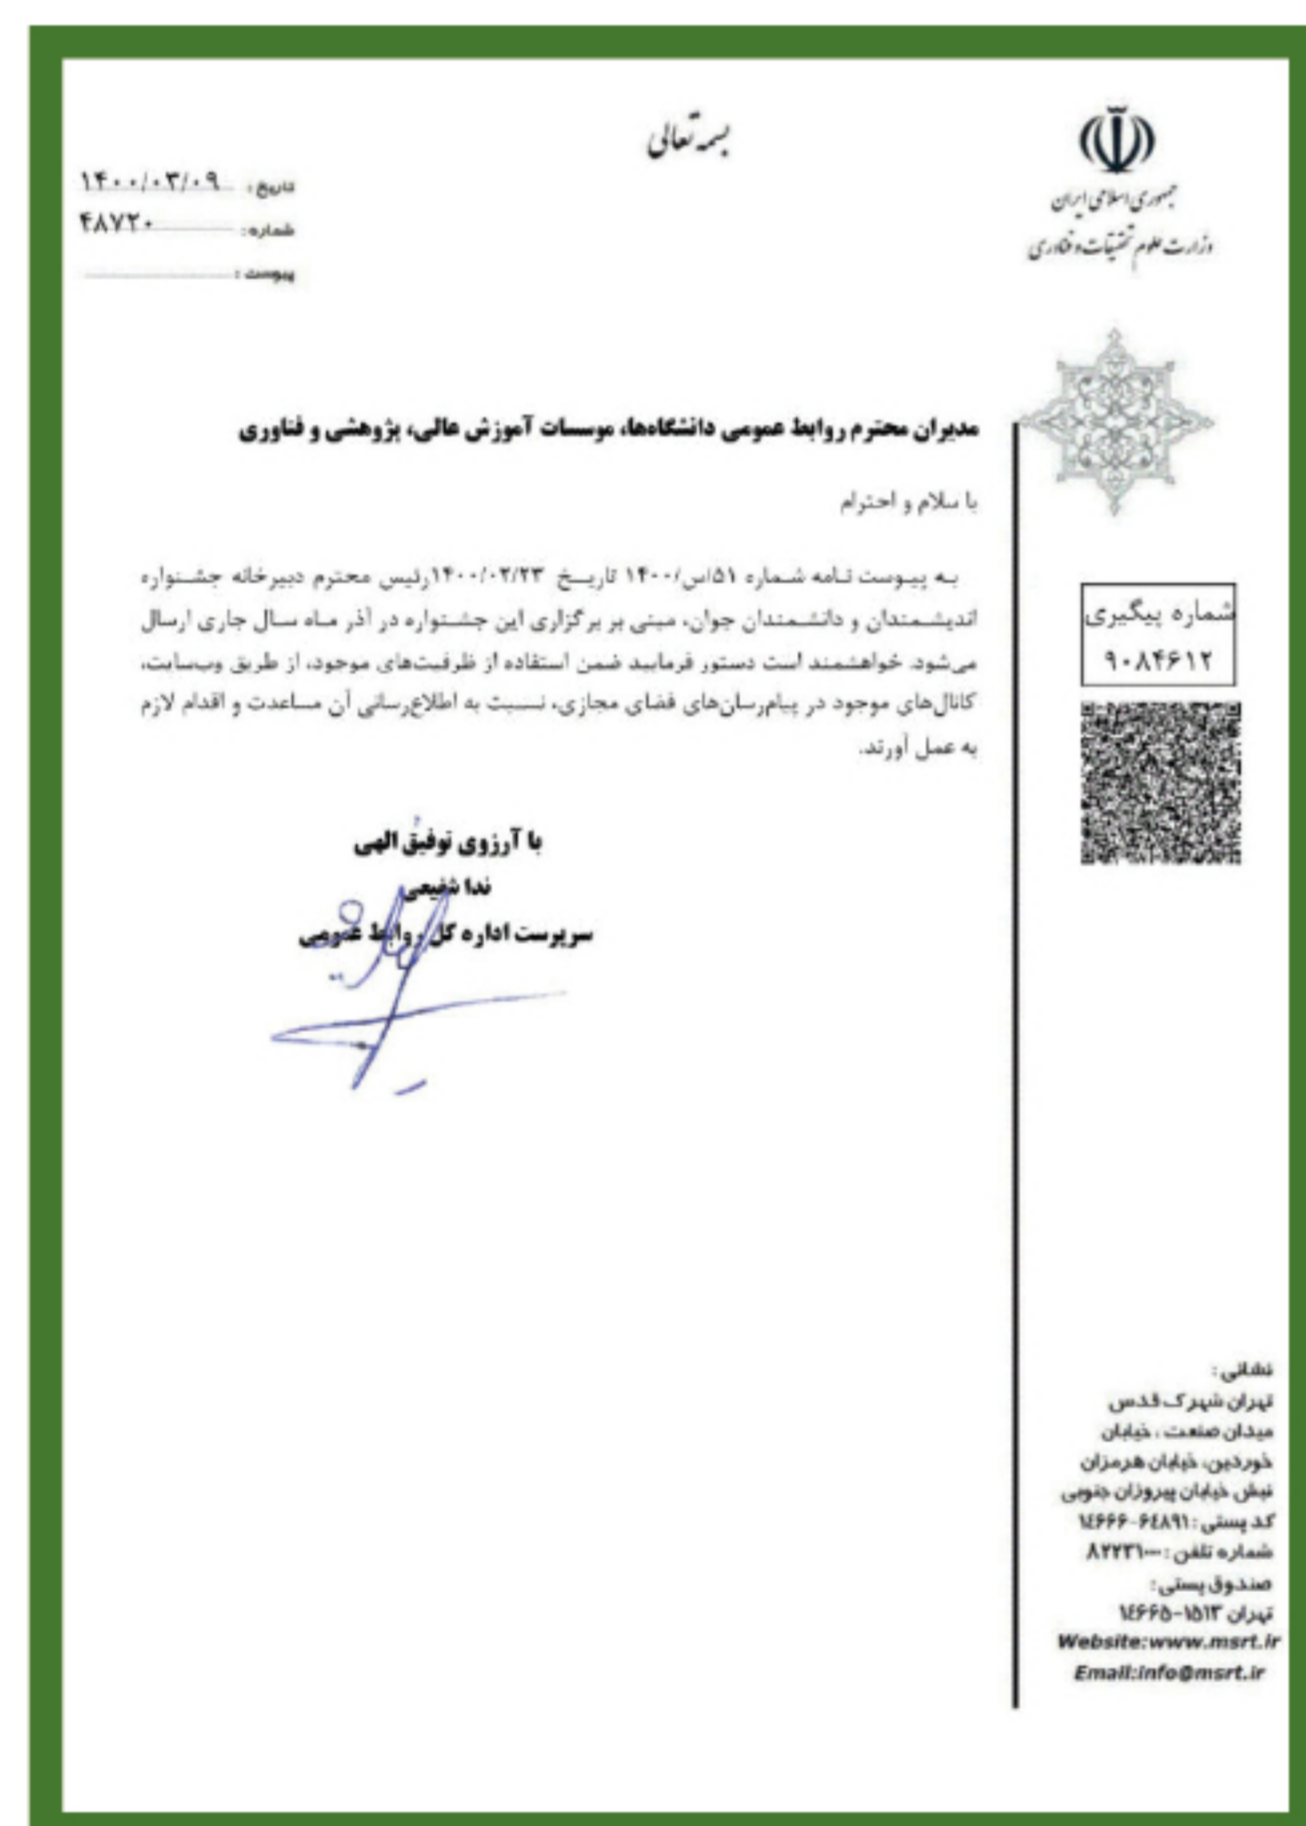 بسمه تعالی
جمهوری اسلامی ایران
وزارت علوم تحقیقات و فناوری
تاریخ : ۱۴۰۰/۰۳/۰۹
شماره : ۴۸۷۲۰
پیوست :
مدیران محترم روابط عمومی دانشگاه‌ها، موسسات آموزش عالی، پژوهشی و فناوری
با سلام و احترام
به پیوست نامه شماره ۵۱/س/۱۴۰۰ تاریخ ۱۴۰۰/۰۲/۲۳رئیس محترم دبیرخانه جشنواره
اندیشمندان و دانشمندان جوان، مبنی بر برگزاری این جشنواره در آذر ماه سال جاری ارسال
می‌شود. خواهشمند است دستور فرمایید ضمن استفاده از ظرفیت‌های موجود، از طریق وب‌سایت،
کانال‌های موجود در پیام‌رسان‌های فضای مجازی، نسبت به اطلاع‌رسانی آن مساعدت و اقدام لازم
به عمل آورند.
با آرزوی توفیق الهی
ندا شفیعی
سرپرست اداره کل روابط عمومی
شماره پیگیری
۹۰۸۴۶۱۲
نشانی :
تهران شهرک قدس
میدان صنعت ، خیابان
خوردین، خیابان هرمزان
نبش خیابان پیروزان جنوبی
کد پستی : ۶۴۸۹۱-۱۴۶۶۶
شماره تلفن : ۸۲۲۳۱۰۰۰
صندوق پستی :
تهران ۱۵۱۳-۱۴۶۶۵
Website:www.msrt.ir
Email:info@msrt.ir